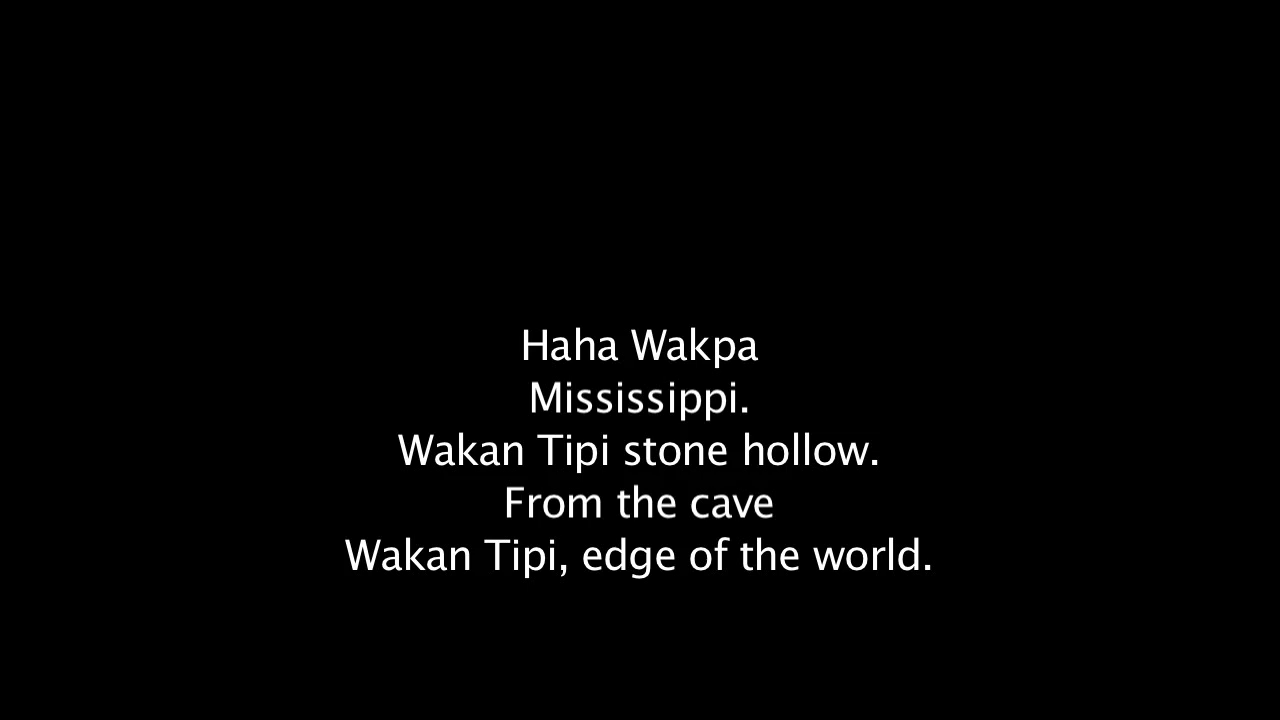 Haha Wakpa
Mississippi.
Wakan Tipi stone hollow.
From the cave
Wakan Tipi, edge of the world.